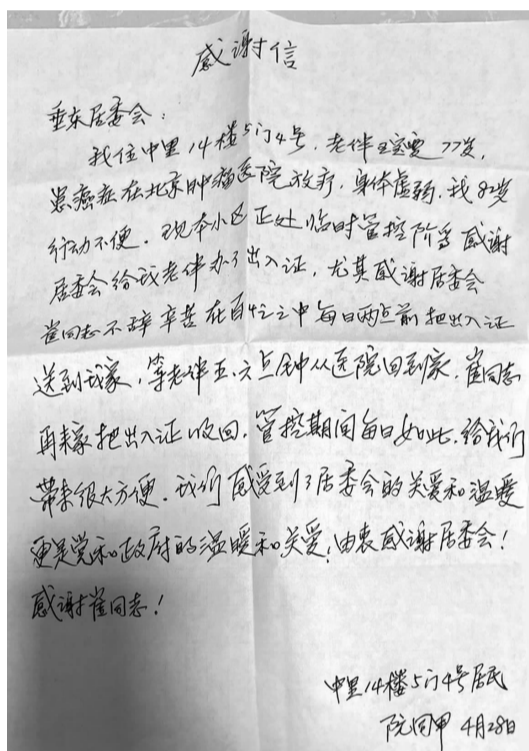 感谢信
垂东居委会:
我住中里14楼5门4号,老伴王宝雯77岁,
患癌症在北京肿瘤医院放疗,身体虚弱,我82岁
行动不便。现本小区正处临时管控阶段感谢
居委会给我老伴办了出入证,尤其感谢居委会
崔同志不辞辛苦在百忙之中每日两点前把出入证
送到我家,等老伴五、六点钟从医院回到家,崔同志
再来家把出入证收回,管控期间每日如此,给我们
带来很大方便。我们感受到了居委会的关爱和温暖
更是党和政府的温暖和关爱,由衷感谢居委会!
感谢崔同志!
中里14楼5门4号居民
4月28日